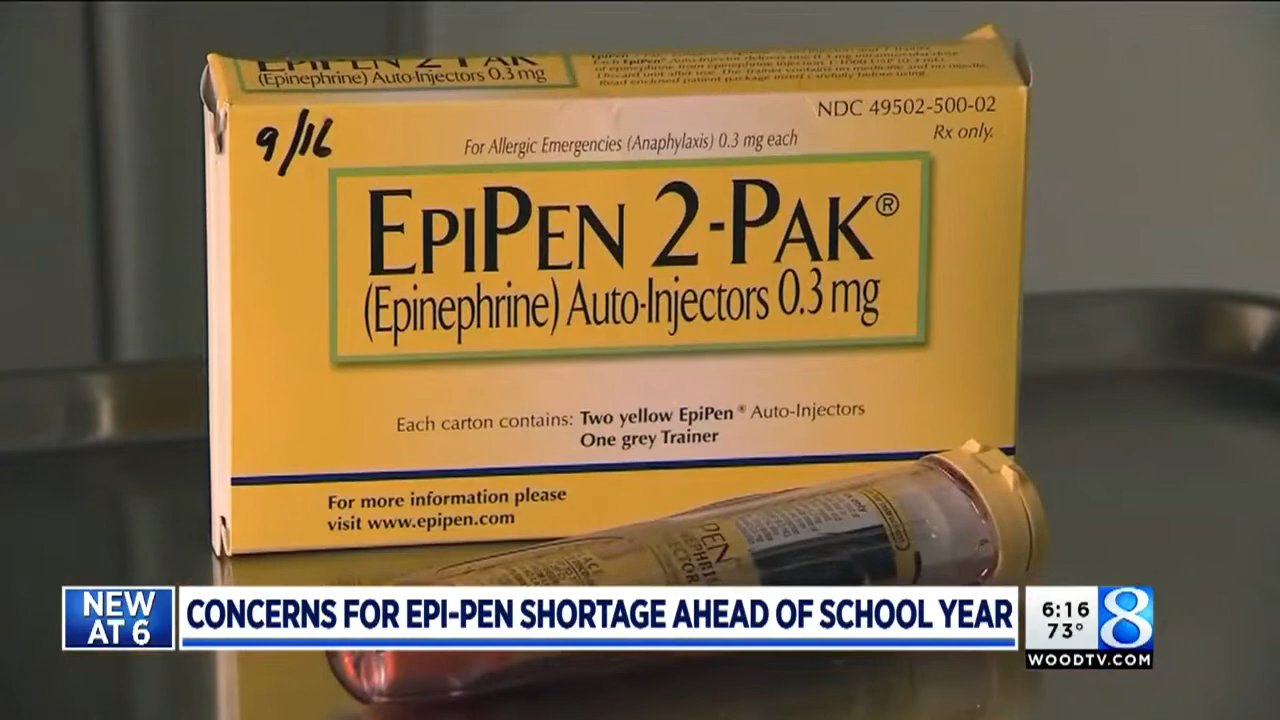 EPIPEN 2-PAK
(Epinephrine) Auto-Injectors 0.3 mg
NDC 49502-500-02
Rx only.
9/16
For Allergic Emergencies (Anaphylaxis) 0.3 mg each
EPIPEN 2-PAK®
(Epinephrine) Auto-Injectors 0.3 mg
Each carton contains: Two yellow EpiPen® Auto-Injectors
One grey Trainer
For more information please
visit www.epipen.com
NEW
AT 6
CONCERNS FOR EPI-PEN SHORTAGE AHEAD OF SCHOOL YEAR
6:16
73°
8
WOODTV.COM